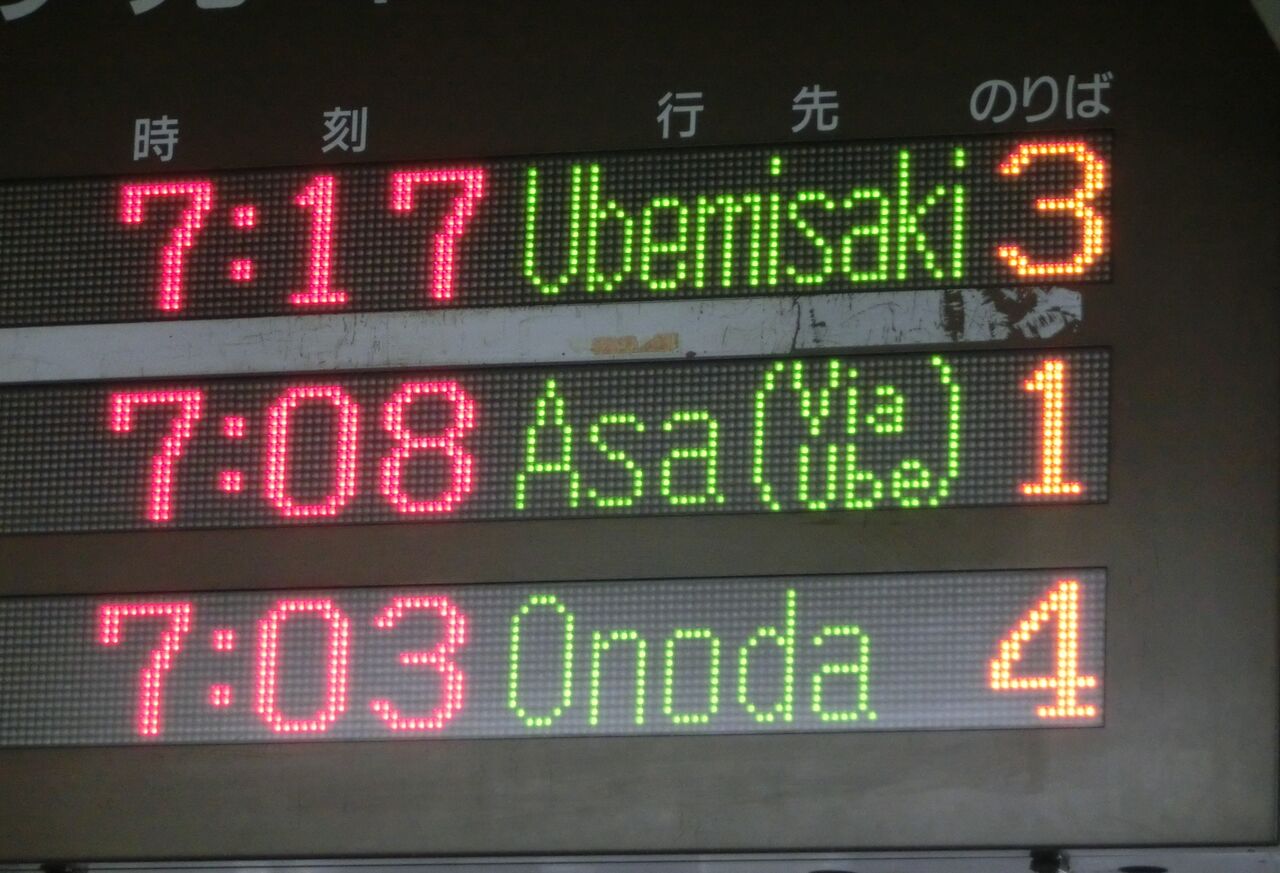 時刻 行先 のりば
7:17 Ubemisaki 3
7:08 Asa (Via Ube) 1
7:03 Onoda 4